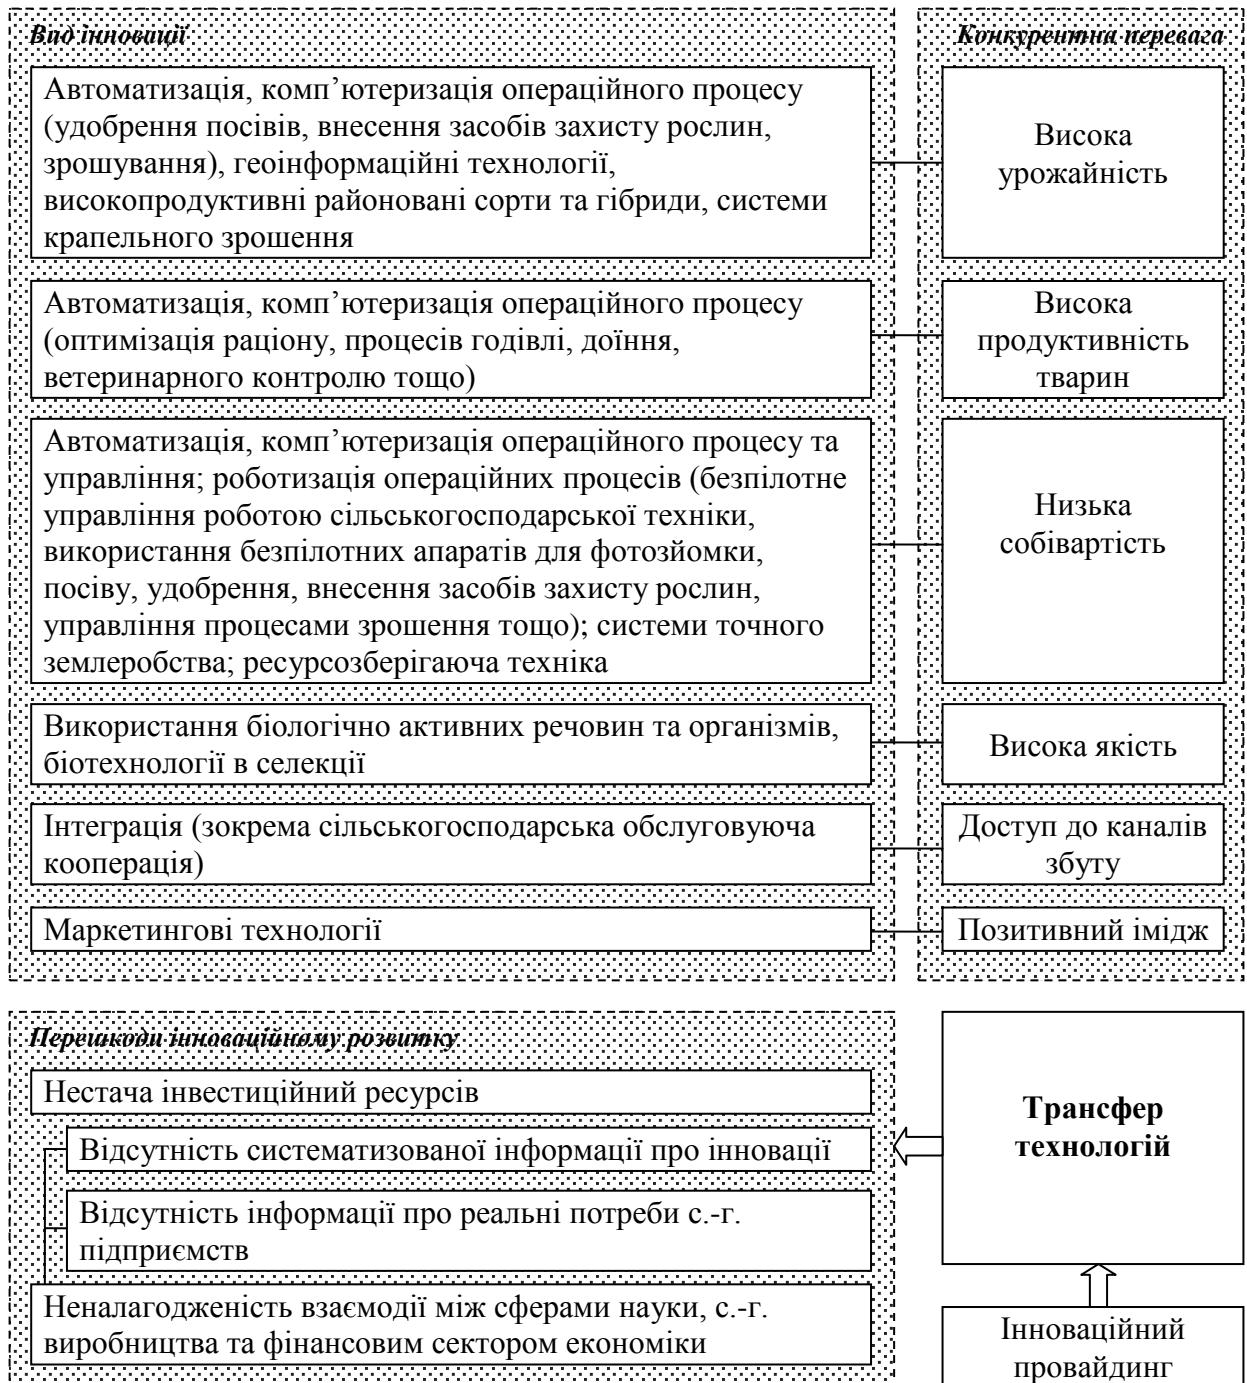 Вид інновації
Конкурентна перевага
Автоматизація, комп’ютеризація операційного процесу
(удобрення посівів, внесення засобів захисту рослин,
зрошування), геоінформаційні технології,
високопродуктивні районовані сорти та гібриди, системи
крапельного зрошення
Висока
урожайність
Автоматизація, комп’ютеризація операційного процесу
(оптимізація раціону, процесів годівлі, доїння,
ветеринарного контролю тощо)
Висока
продуктивність
тварин
Автоматизація, комп’ютеризація операційного процесу та
управління; роботизація операційних процесів (безпілотне
управління роботою сільськогосподарської техніки,
використання безпілотних апаратів для фотозйомки,
посіву, удобрення, внесення засобів захисту рослин,
управління процесами зрошення тощо); системи точного
землеробства; ресурсозберігаюча техніка
Низька
собівартість
Використання біологічно активних речовин та організмів,
біотехнології в селекції
Висока якість
Інтеграція (зокрема сільськогосподарська обслуговуюча
кооперація)
Доступ до каналів
збуту
Маркетингові технології
Позитивний імідж
Перешкоди інноваційному розвитку
Нестача інвестиційний ресурсів
Відсутність систематизованої інформації про інновації
Відсутність інформації про реальні потреби с.-г.
підприємств
Неналагодженість взаємодії між сферами науки, с.-г.
виробництва та фінансовим сектором економіки
Трансфер
технологій
Інноваційний
провайдинг